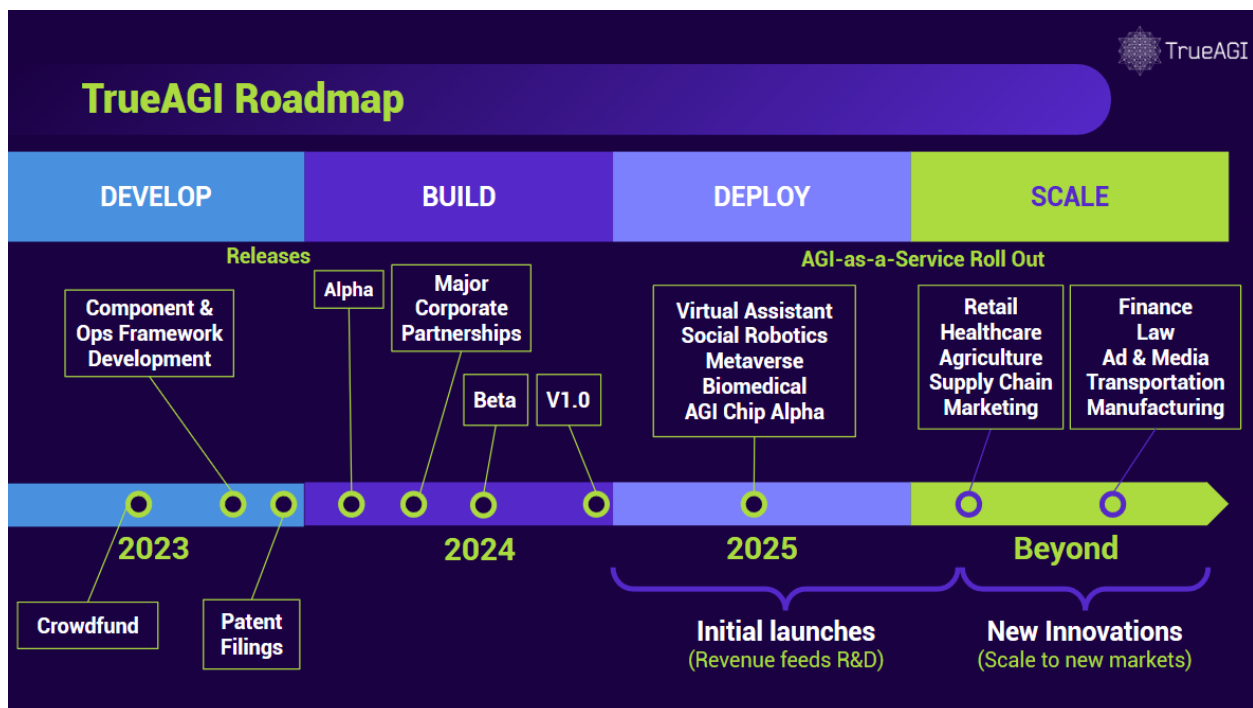 TrueAGI
TrueAGI Roadmap
DEVELOP
BUILD
DEPLOY
SCALE
Releases
AGI-as-a-Service Roll Out
Component &
Ops Framework
Development
Alpha
Major
Corporate
Partnerships
Beta
V1.0
Virtual Assistant
Social Robotics
Metaverse
Biomedical
AGI Chip Alpha
Retail
Healthcare
Agriculture
Supply Chain
Marketing
Finance
Law
Ad & Media
Transportation
Manufacturing
2023
2024
2025
Beyond
Crowdfund
Patent
Filings
Initial launches
(Revenue feeds R&D)
New Innovations
(Scale to new markets)